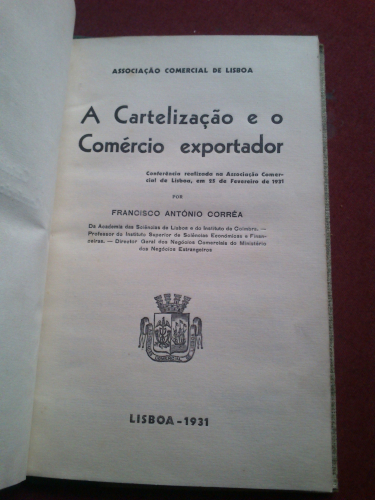 ASSOCIAÇÃO COMERCIAL DE LISBOA
A Cartelização e o
Comércio exportador
Conferência realizada na Associação Comer-
cial de Lisboa, em 25 de Fevereiro de 1931
POR
FRANCISCO ANTÓNIO CORRÊA
Da Academia das Sciências de Lisboa e do Instituto de Coimbra. —
Professor do Instituto Superior de Sciências Económicas e Finan-
ceiras. — Director Geral dos Negócios Comerciais do Ministério
dos Negócios Estrangeiros
LISBOA-1931